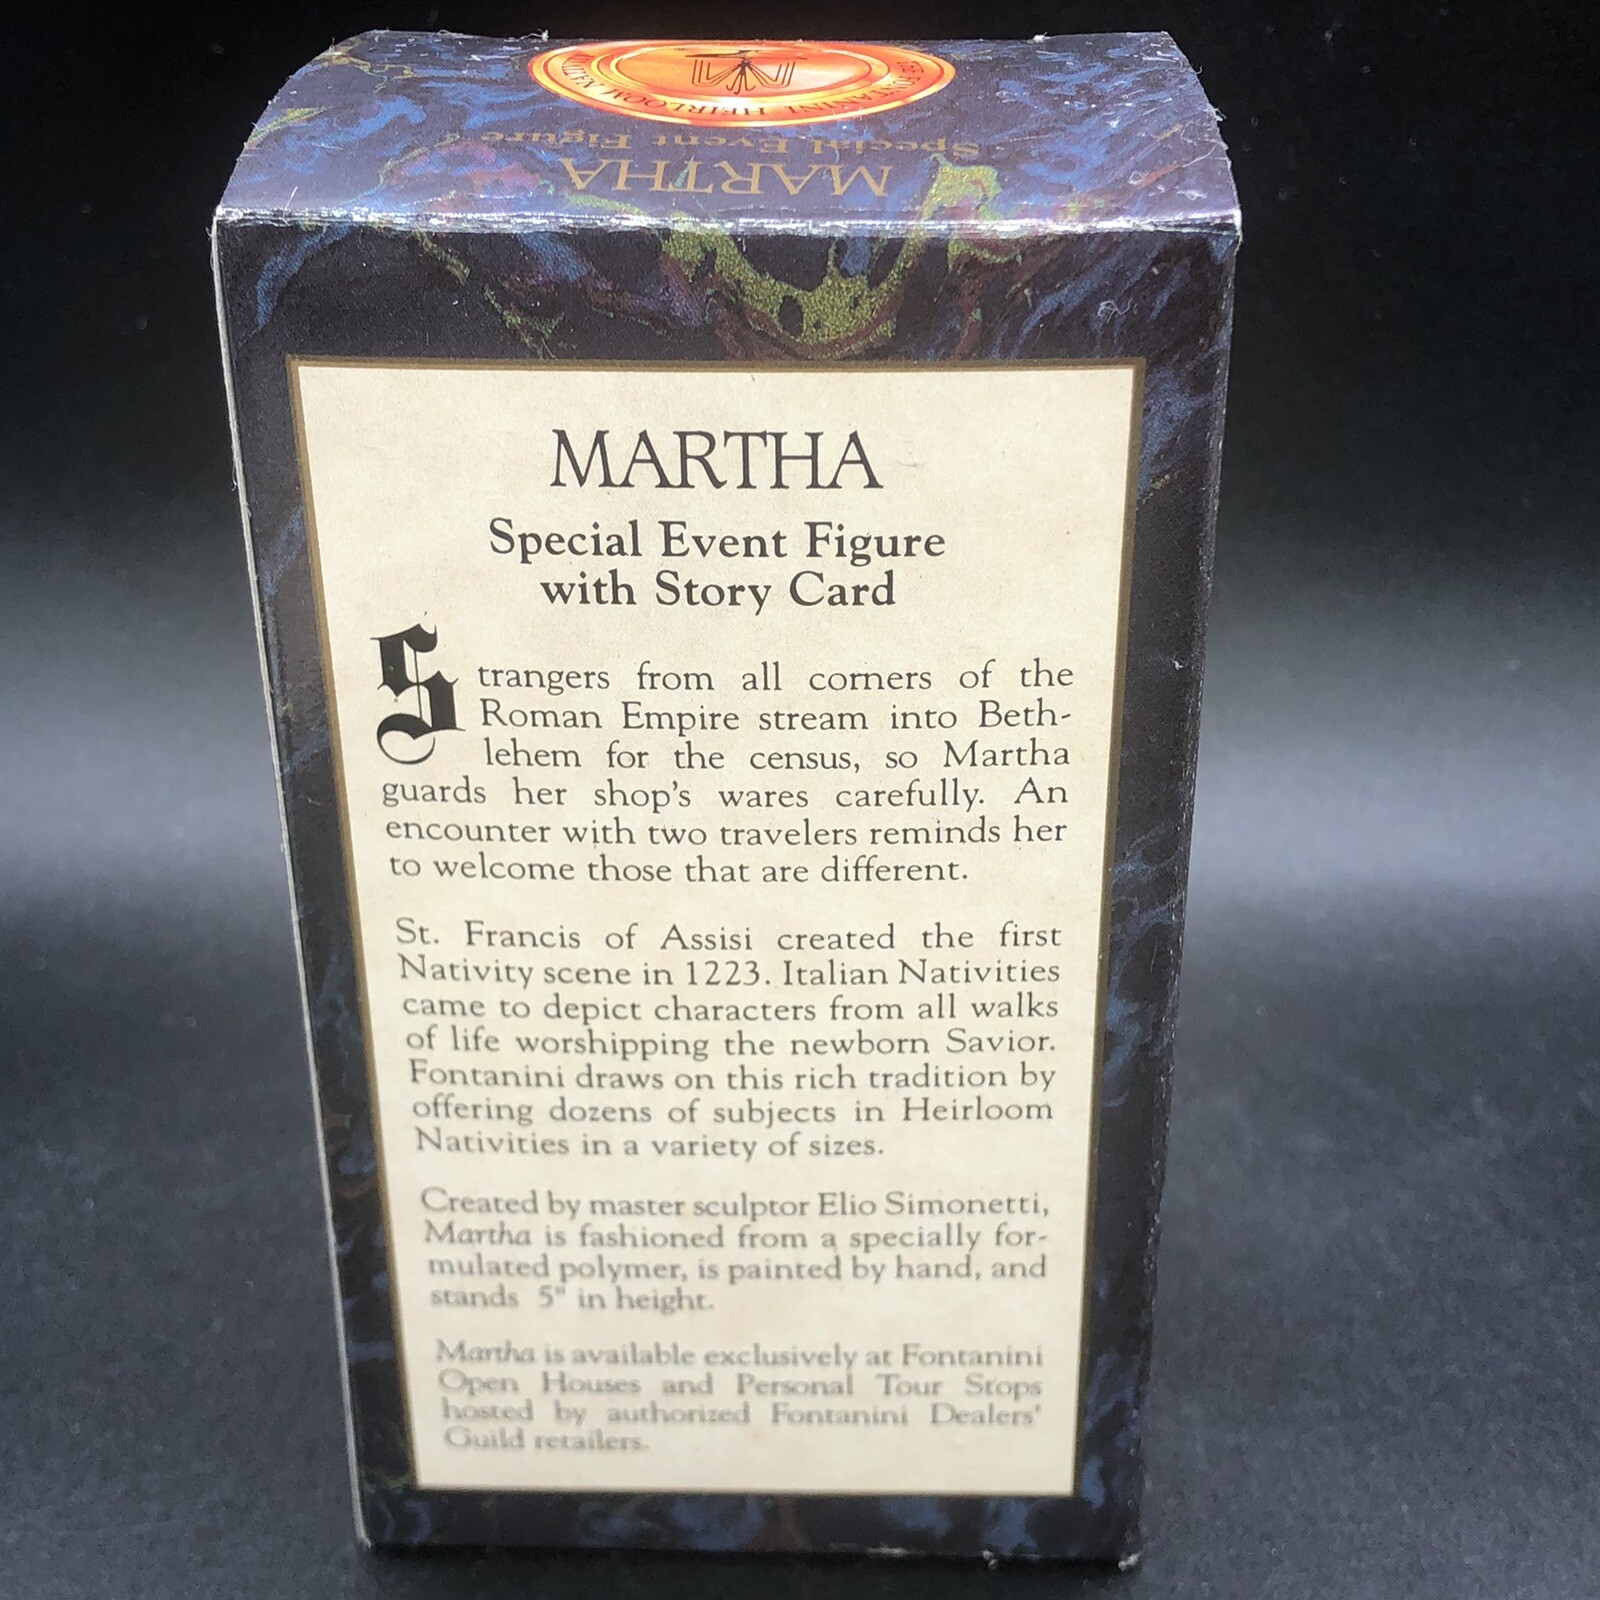 THE FONTANINI HEIRLOOM NATIVITY
Special Event Figure
MARTHA
MARTHA
Special Event Figure
with Story Card
Strangers from all corners of the
Roman Empire stream into Beth-
lehem for the census, so Martha
guards her shop's wares carefully. An
encounter with two travelers reminds her
to welcome those that are different.
St. Francis of Assisi created the first
Nativity scene in 1223. Italian Nativities
came to depict characters from all walks
of life worshipping the newborn Savior.
Fontanini draws on this rich tradition by
offering dozens of subjects in Heirloom
Nativities in a variety of sizes.
Created by master sculptor Elio Simonetti,
Martha is fashioned from a specially for-
mulated polymer, is painted by hand, and
stands 5" in height.
Martha is available exclusively at Fontanini
Open Houses and Personal Tour Stops
hosted by authorized Fontanini Dealers'
Guild retailers.